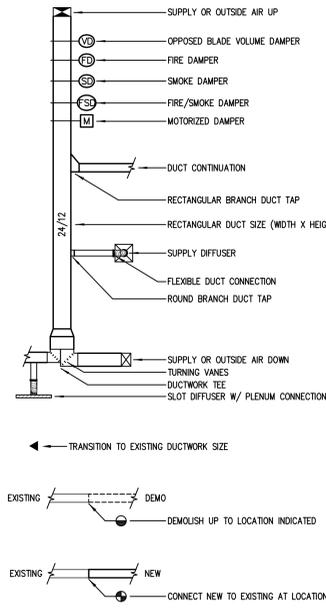 SUPPLY OR OUTSIDE AIR UP
VD OPPOSED BLADE VOLUME DAMPER
FD FIRE DAMPER
SD SMOKE DAMPER
FSD FIRE/SMOKE DAMPER
M MOTORIZED DAMPER
DUCT CONTINUATION
RECTANGULAR BRANCH DUCT TAP
24/12 RECTANGULAR DUCT SIZE (WIDTH X HEIG
SUPPLY DIFFUSER
FLEXIBLE DUCT CONNECTION
ROUND BRANCH DUCT TAP
SUPPLY OR OUTSIDE AIR DOWN
TURNING VANES
DUCTWORK TEE
SLOT DIFFUSER W/ PLENUM CONNECTION
TRANSITION TO EXISTING DUCTWORK SIZE
EXISTING DEMO
DEMOLISH UP TO LOCATION INDICATED
EXISTING NEW
CONNECT NEW TO EXISTING AT LOCATION